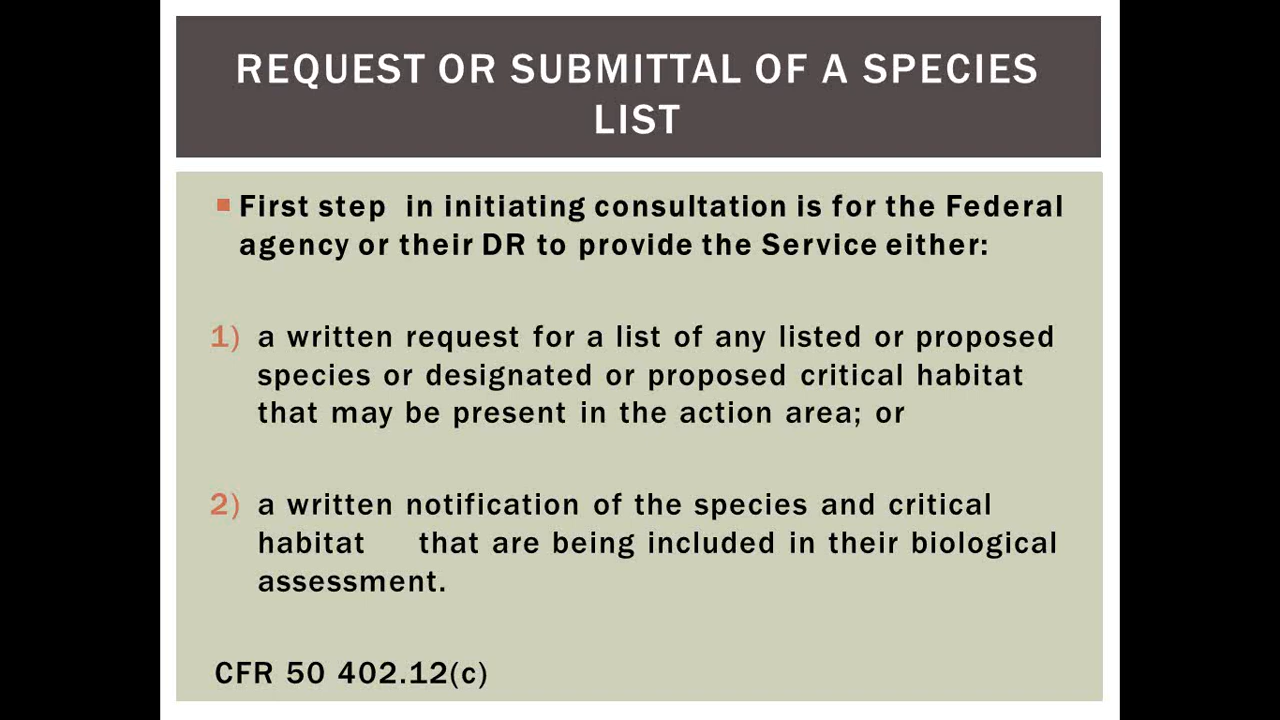 REQUEST OR SUBMITTAL OF A SPECIES
LIST
First step in initiating consultation is for the Federal
agency or their DR to provide the Service either:
1) a written request for a list of any listed or proposed
species or designated or proposed critical habitat
that may be present in the action area; or
2) a written notification of the species and critical
habitat that are being included in their biological
assessment.
CFR 50 402.12(c)